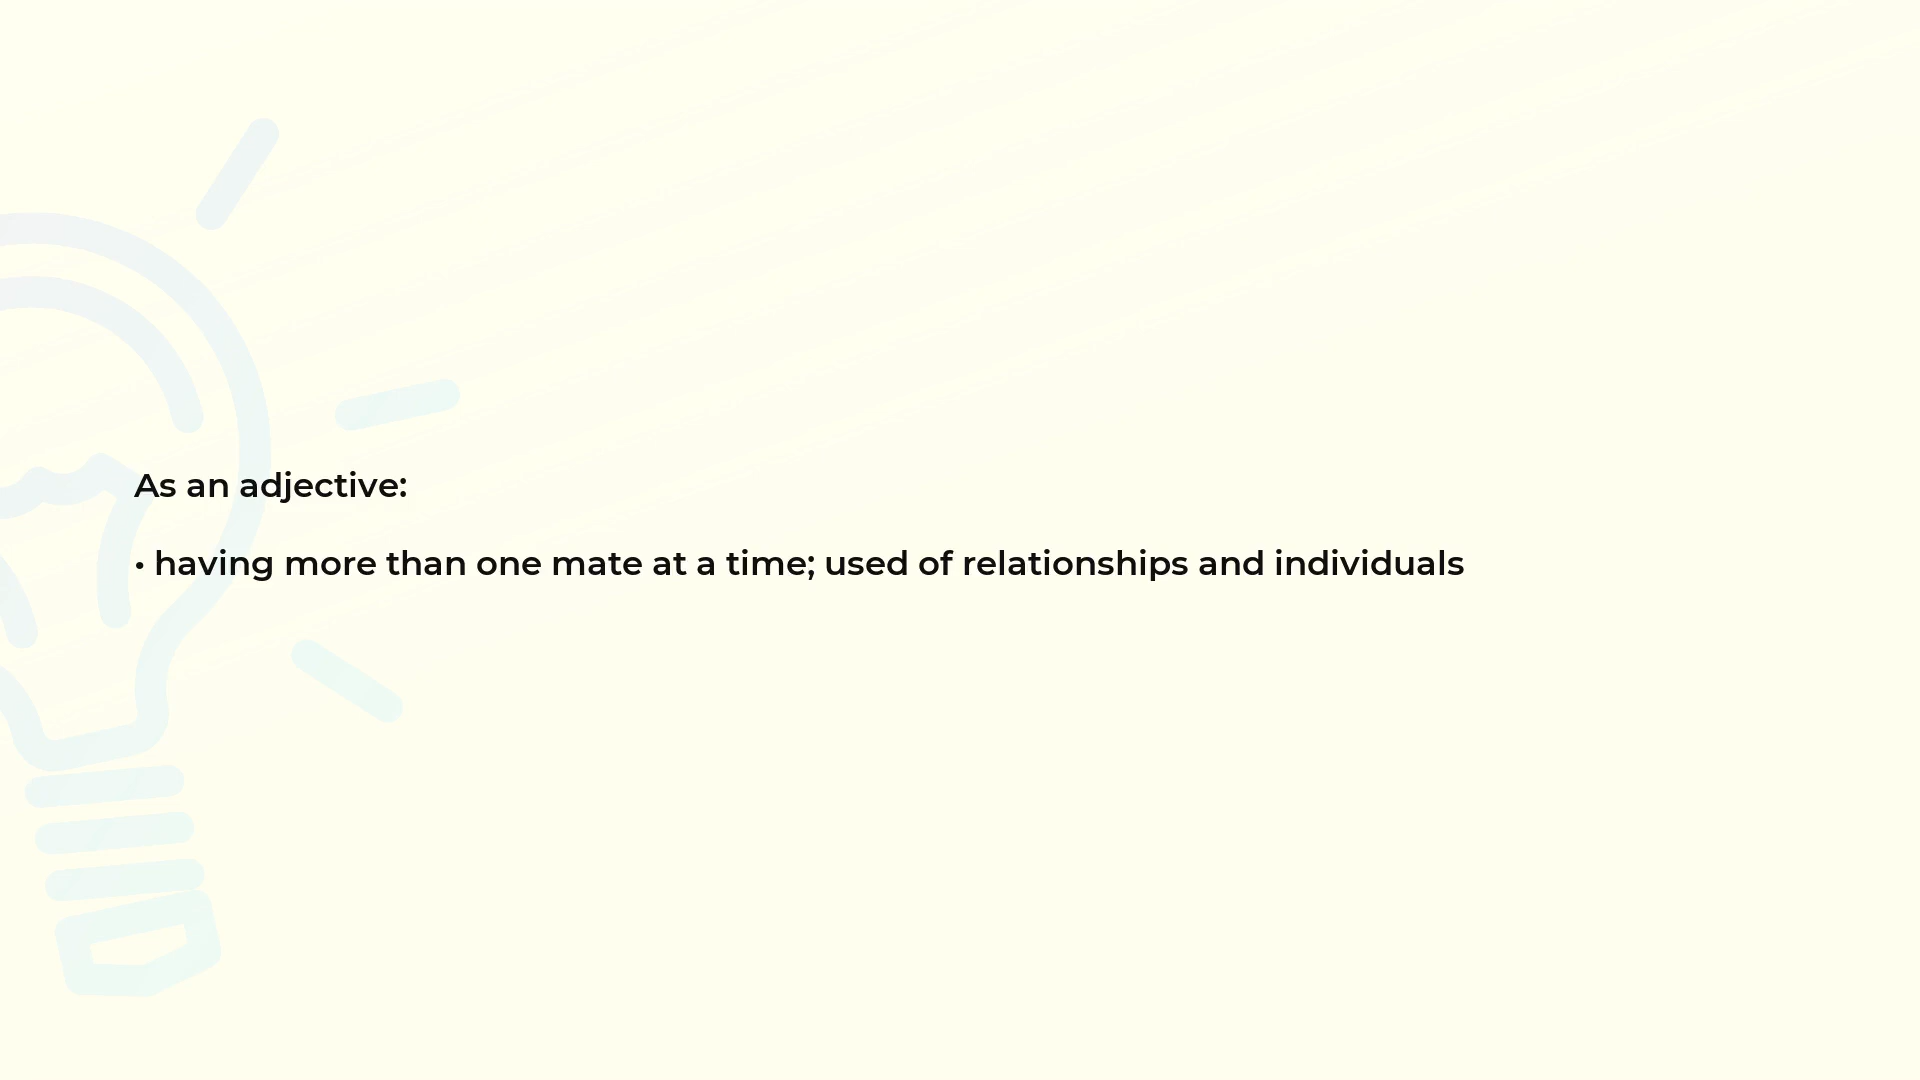 As an adjective:
• having more than one mate at a time; used of relationships and individuals